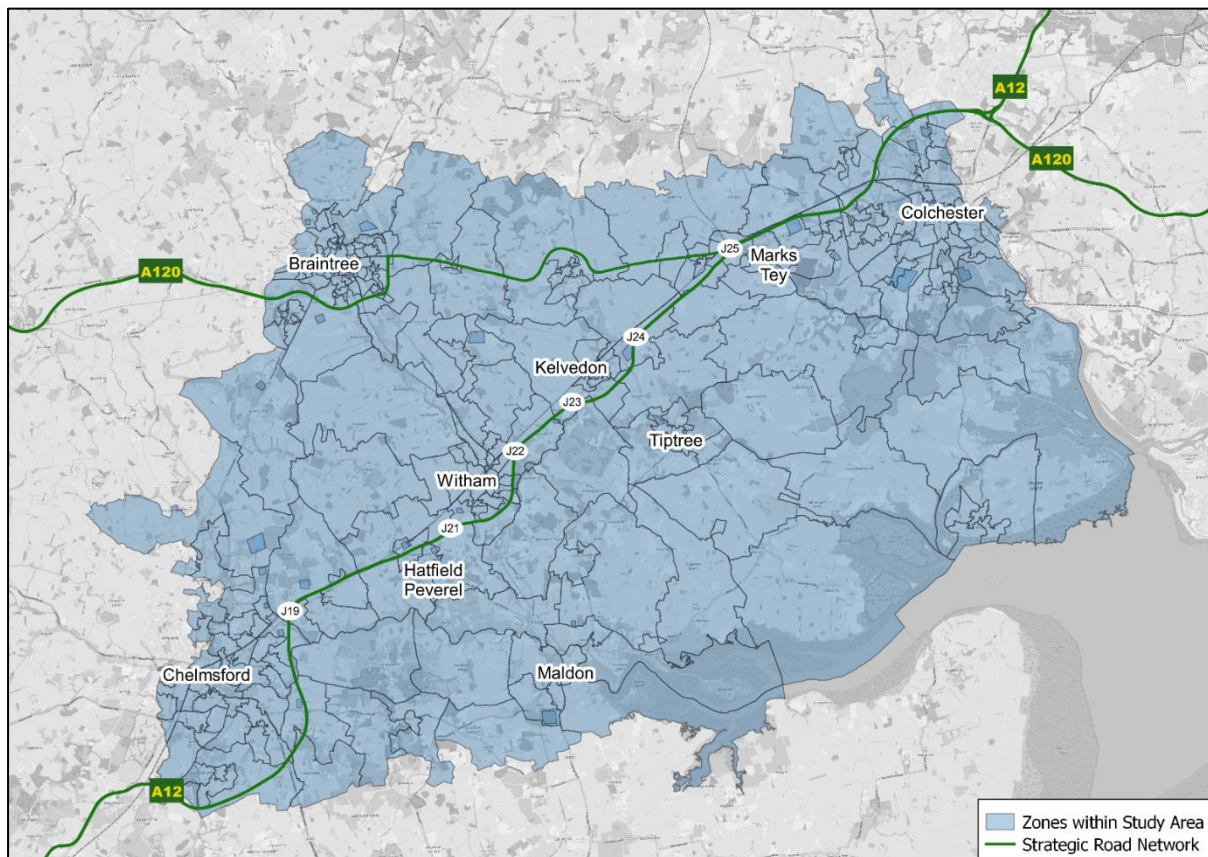 A12
A120
Colchester
J25
Marks
Tey
Braintree
A120
J24
Kelvedon
J23
Tiptree
J22
Witham
J21
Hatfield
Peverel
J19
Chelmsford
Maldon
A12
Zones within Study Area
Strategic Road Network